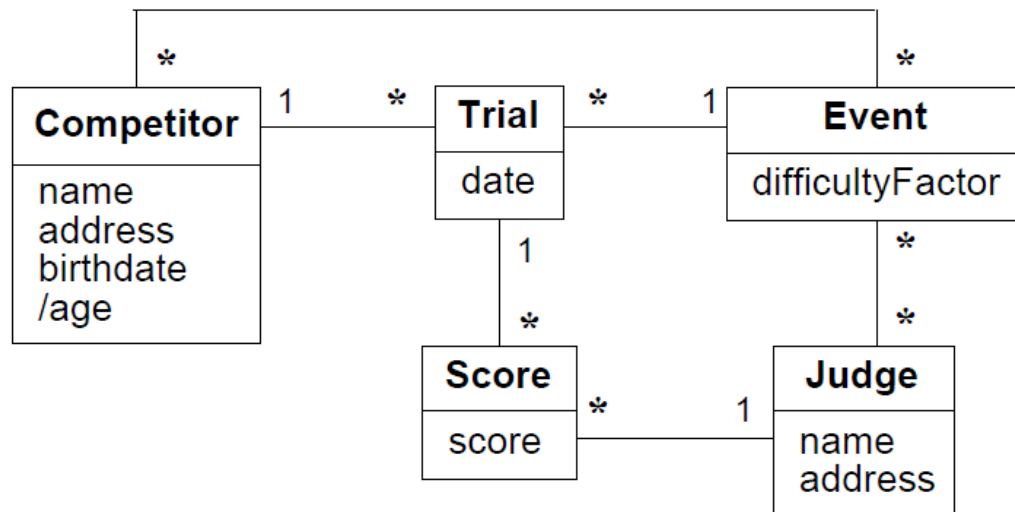 * *
Competitor 1 * Trial * 1 Event
name
address
birthdate
/age
date
difficultyFactor
1 *
* *
Score * 1 Judge
score
name
address